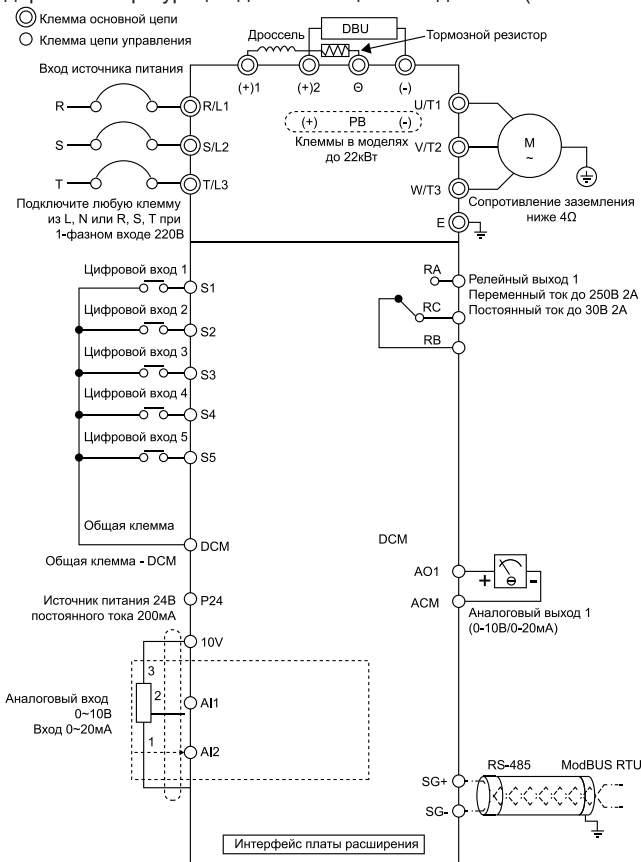 Клемма основной цепи
Клемма цепи управления
Дроссель
DBU
Тормозной резистор
Вход источника питания
(+)1
(+)2
Θ
(-)
R
R/L1
U/T1
(+) PB (-)
Клеммы в моделях
до 22кВт
S
S/L2
V/T2
M
~
T
T/L3
W/T3
Подключите любую клемму
из L, N или R, S, T при
1-фазном входе 220В
Сопротивление заземления
ниже 4Ω
E
Цифровой вход 1
S1
RA
Релейный выход 1
Переменный ток до 250В 2А
Постоянный ток до 30В 2А
RC
RB
Цифровой вход 2
S2
Цифровой вход 3
S3
Цифровой вход 4
S4
Цифровой вход 5
S5
Общая клемма
DCM
DCM
Общая клемма - DCM
AO1
+
Θ
-
ACM
Источник питания 24В
постоянного тока 200мА
P24
Аналоговый выход 1
(0-10В/0-20мА)
10V
3
2
1
Аналоговый вход
0~10В
Вход 0~20мА
AI1
AI2
RS-485
ModBUS RTU
SG+
SG-
Интерфейс платы расширения